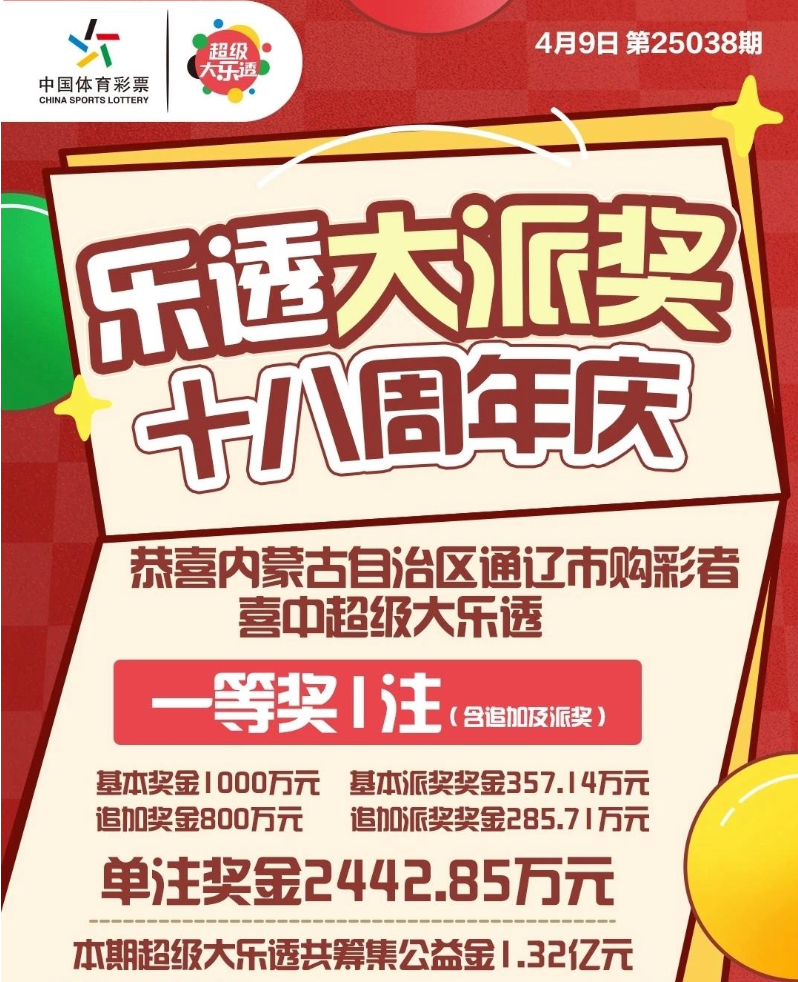 中国体育彩票
CHINA SPORTS LOTTERY
超级
大乐透
4月9日 第25038期
乐透大派奖
十八周年庆
恭喜内蒙古自治区通辽市购彩者
喜中超级大乐透
一等奖1注(含追加及派奖)
基本奖金1000万元 基本派奖奖金357.14万元
追加奖金800万元 追加派奖奖金285.71万元
单注奖金2442.85万元
本期超级大乐透共筹集公益金1.32亿元